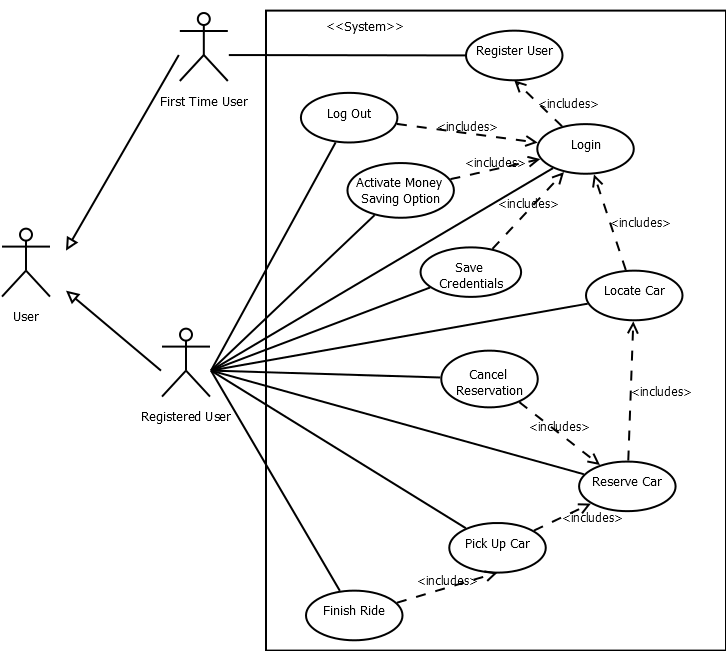 <<System>>
Register User
First Time User
<includes>
Log Out
<includes>
Login
<includes>
Activate Money
Saving Option
<includes>
<includes>
User
Save
Credentials
Locate Car
Registered User
Cancel
Reservation
<includes>
<includes>
Reserve Car
<includes>
Pick Up Car
<includes>
Finish Ride